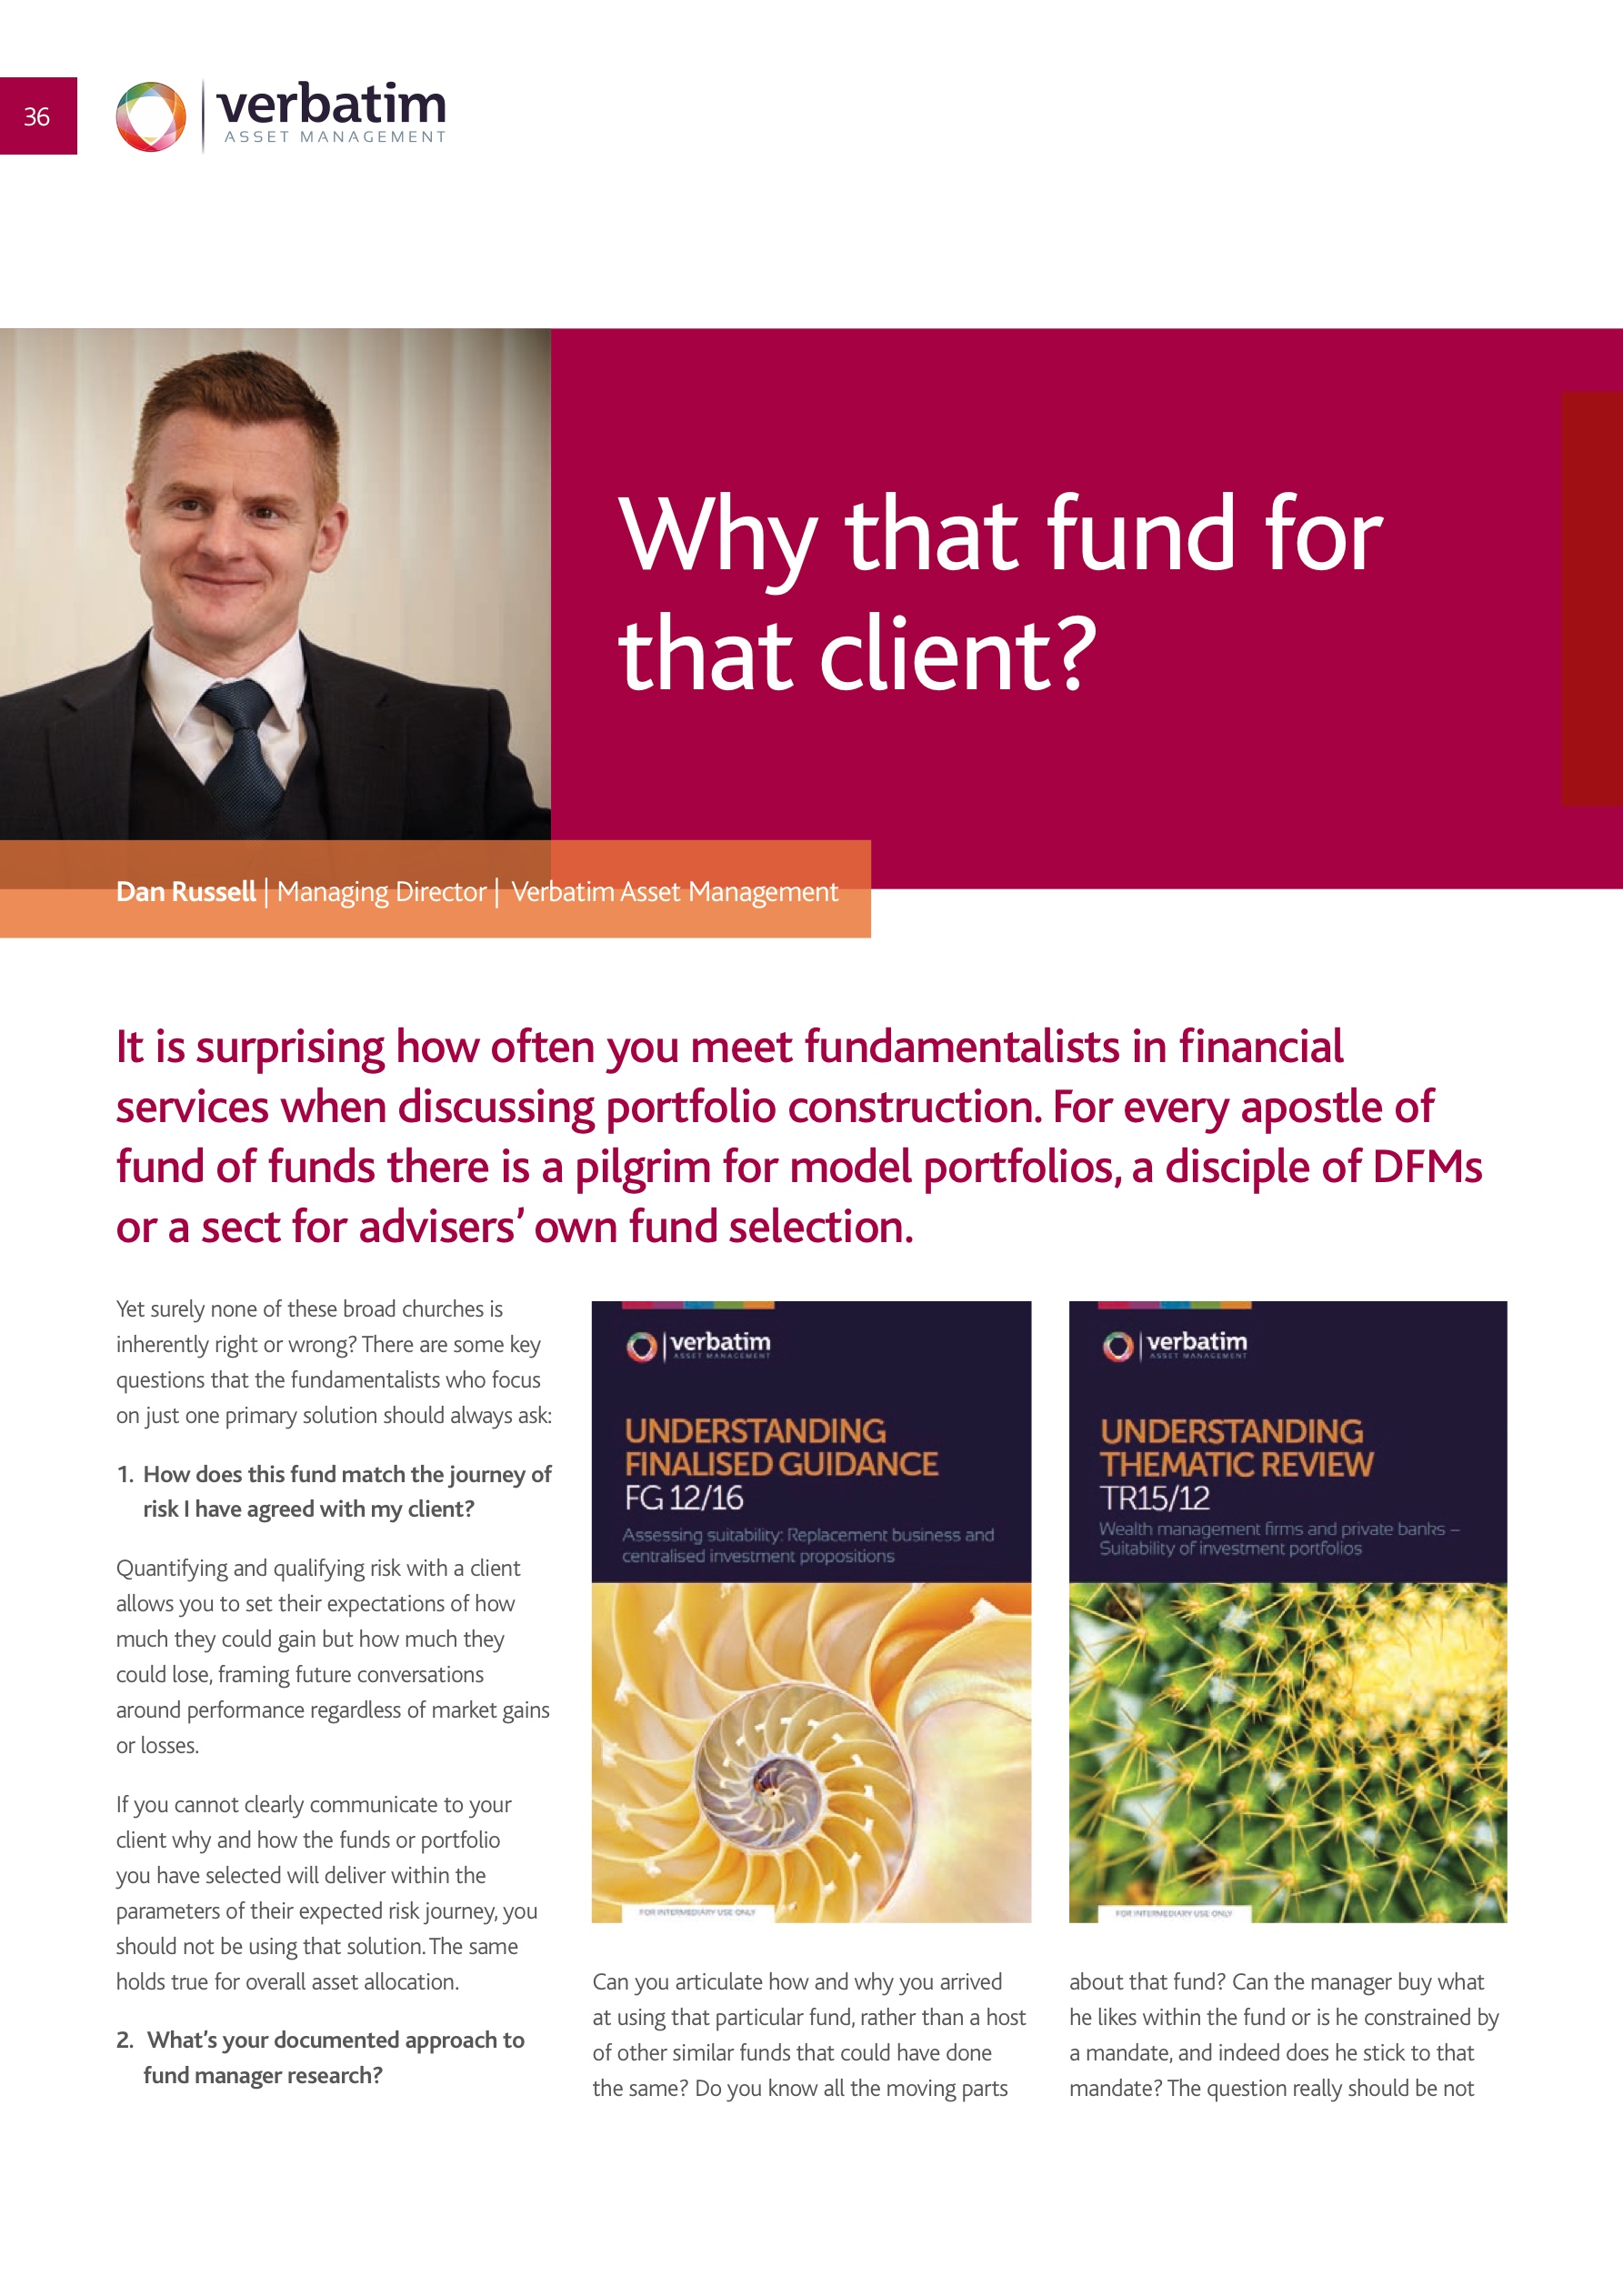 36
verbatim
ASSET MANAGEMENT
Why that fund for
that client?
Dan Russell | Managing Director | Verbatim Asset Management
It is surprising how often you meet fundamentalists in financial
services when discussing portfolio construction. For every apostle of
fund of funds there is a pilgrim for model portfolios, a disciple of DFMs
or a sect for advisers’ own fund selection.
Yet surely none of these broad churches is
inherently right or wrong? There are some key
questions that the fundamentalists who focus
on just one primary solution should always ask:
1. How does this fund match the journey of
risk I have agreed with my client?
Quantifying and qualifying risk with a client
allows you to set their expectations of how
much they could gain but how much they
could lose, framing future conversations
around performance regardless of market gains
or losses.
If you cannot clearly communicate to your
client why and how the funds or portfolio
you have selected will deliver within the
parameters of their expected risk journey, you
should not be using that solution. The same
holds true for overall asset allocation.
2. What’s your documented approach to
fund manager research?
verbatim
ASSET MANAGEMENT
UNDERSTANDING
FINALISED GUIDANCE
FG 12/16
Assessing suitability: Replacement business and
centralised investment propositions
FOR INTERMEDIARY USE ONLY
verbatim
ASSET MANAGEMENT
UNDERSTANDING
THEMATIC REVIEW
TR15/12
Wealth management firms and private banks –
Suitability of investment portfolios
FOR INTERMEDIARY USE ONLY
Can you articulate how and why you arrived
at using that particular fund, rather than a host
of other similar funds that could have done
the same? Do you know all the moving parts
about that fund? Can the manager buy what
he likes within the fund or is he constrained by
a mandate, and indeed does he stick to that
mandate? The question really should be not